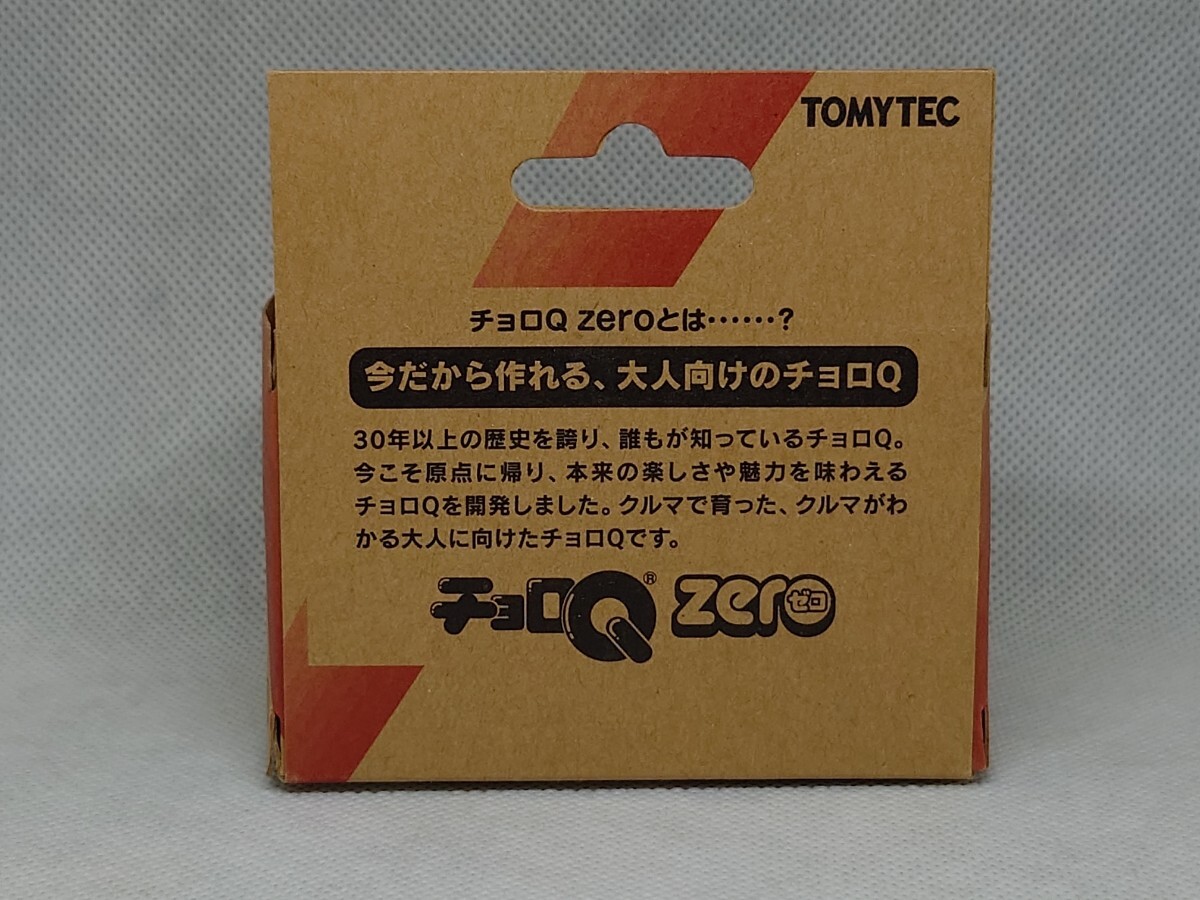 TOMYTEC
チョロQ zeroとは……?
今だから作れる、大人向けのチョロQ
30年以上の歴史を誇り、誰もが知っているチョロQ。
今こそ原点に帰り、本来の楽しさや魅力を味わえる
チョロQを開発しました。クルマで育った、クルマがわ
かる大人に向けたチョロQです。
チョロQ® zeroゼロ